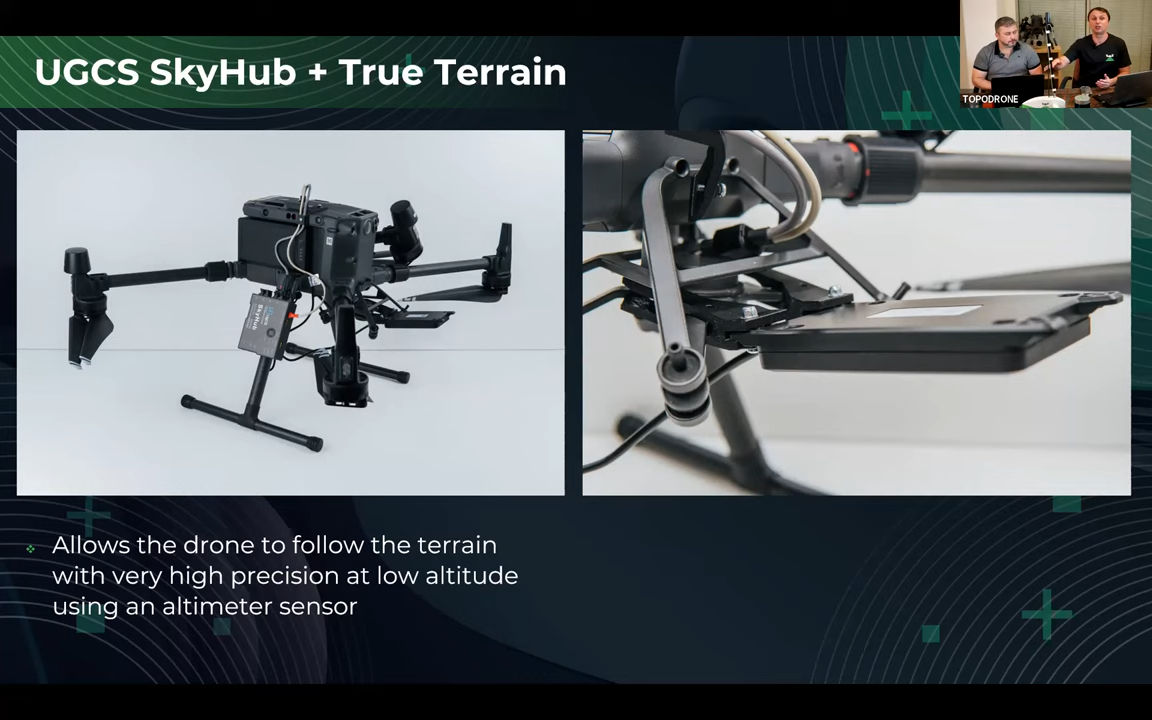 UGCS SkyHub + True Terrain
TOPODRONE
SkyHub
Allows the drone to follow the terrain
with very high precision at low altitude
using an altimeter sensor